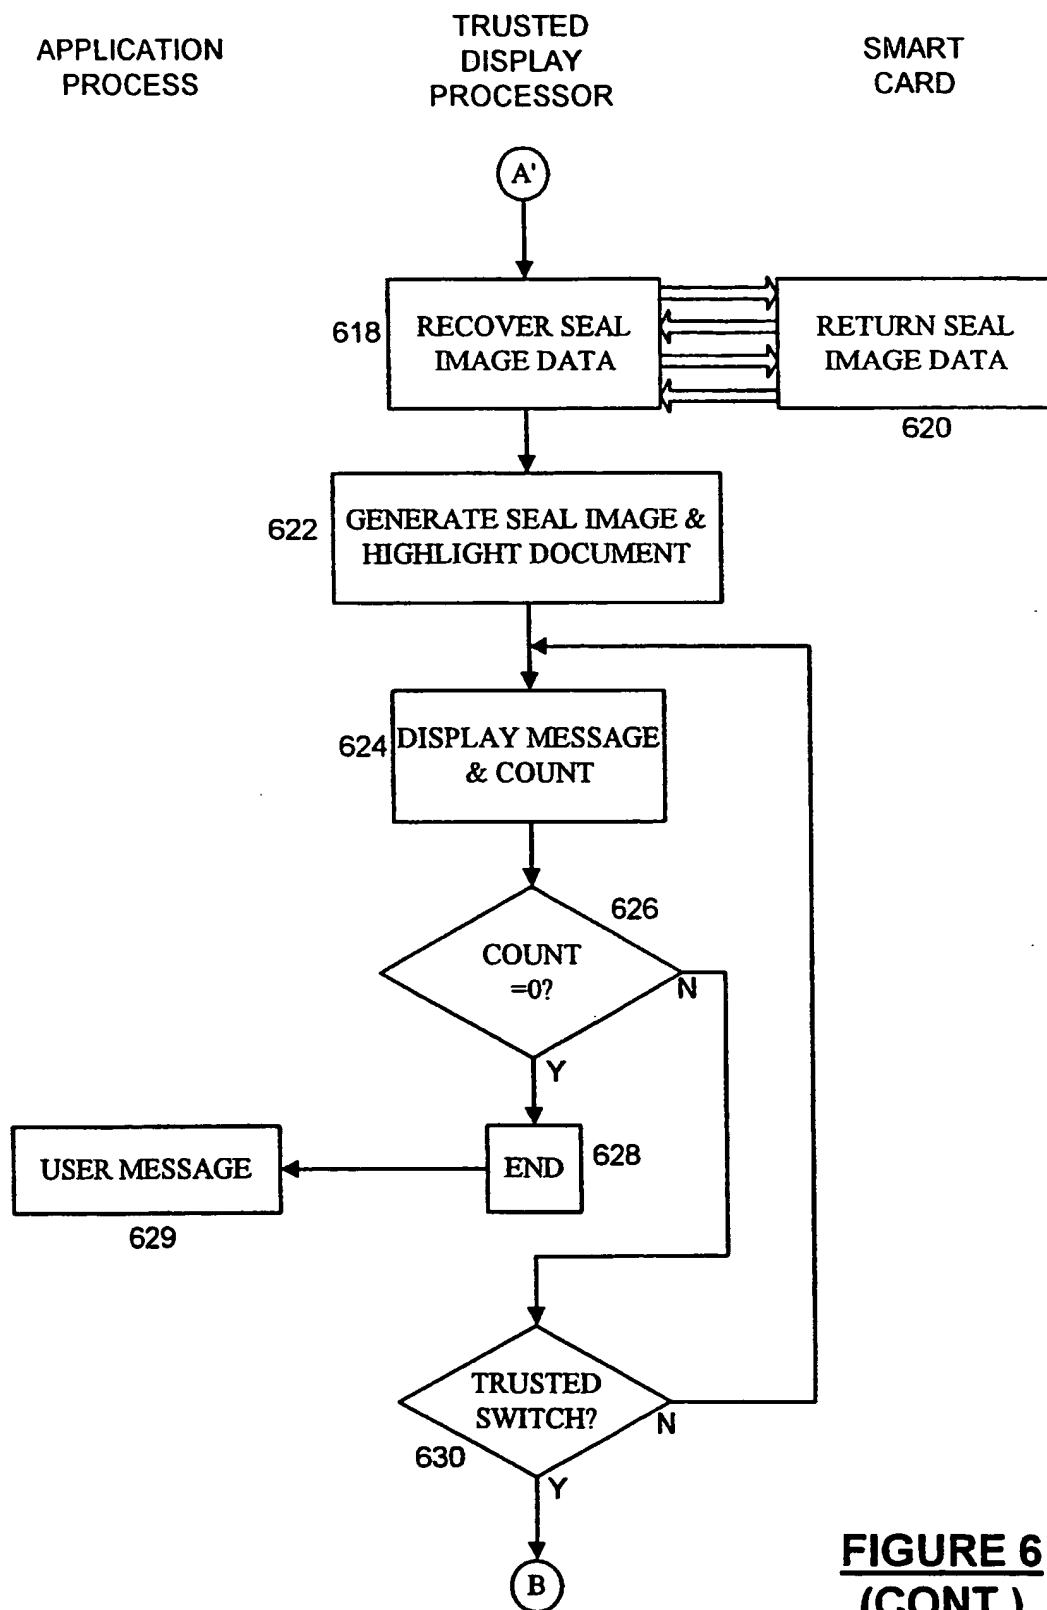 APPLICATION
PROCESS
TRUSTED
DISPLAY
PROCESSOR
SMART
CARD
A'
618
RECOVER SEAL
IMAGE DATA
RETURN SEAL
IMAGE DATA
620
622
GENERATE SEAL IMAGE &
HIGHLIGHT DOCUMENT
624
DISPLAY MESSAGE
& COUNT
626
COUNT
=0?
N
Y
USER MESSAGE
629
END
628
TRUSTED
SWITCH?
N
630
Y
B
FIGURE 6
(CONT.)